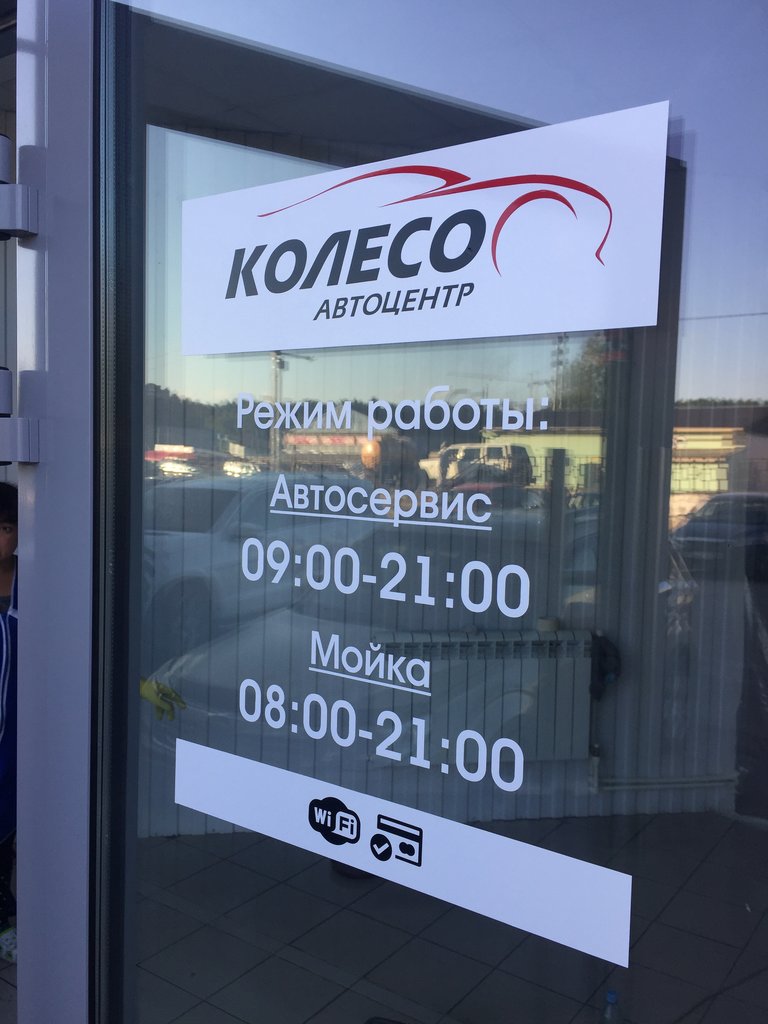 КОЛЕСО
АВТОЦЕНТР
Режим работы:
Автосервис
09:00-21:00
Мойка
08:00-21:00
Wi Fi